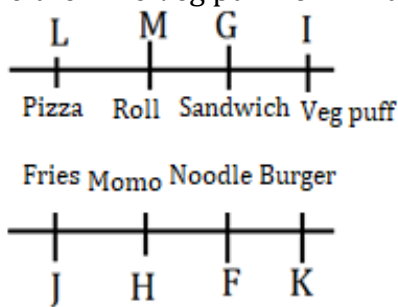 L M G I
Pizza Roll Sandwich Veg puff
Fries Momo Noodle Burger
J H F K